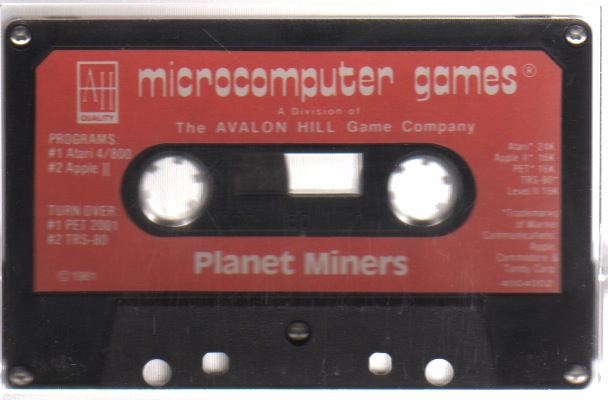 AH
QUALITY
microcomputer games®
A Division of
The AVALON HILL Game Company
PROGRAMS:
#1 Atari 4/800
#2 Apple ][
TURN OVER:
#1 PET 2001
#2 TRS-80
©1981
Atari* 24K
Apple II* 16K
PET* 16K
TRS-80*
Level II 16K
*Trademarks
of Warner
Communications,
Apple,
Commodore &
Tandy Corp.
4004002
Planet Miners